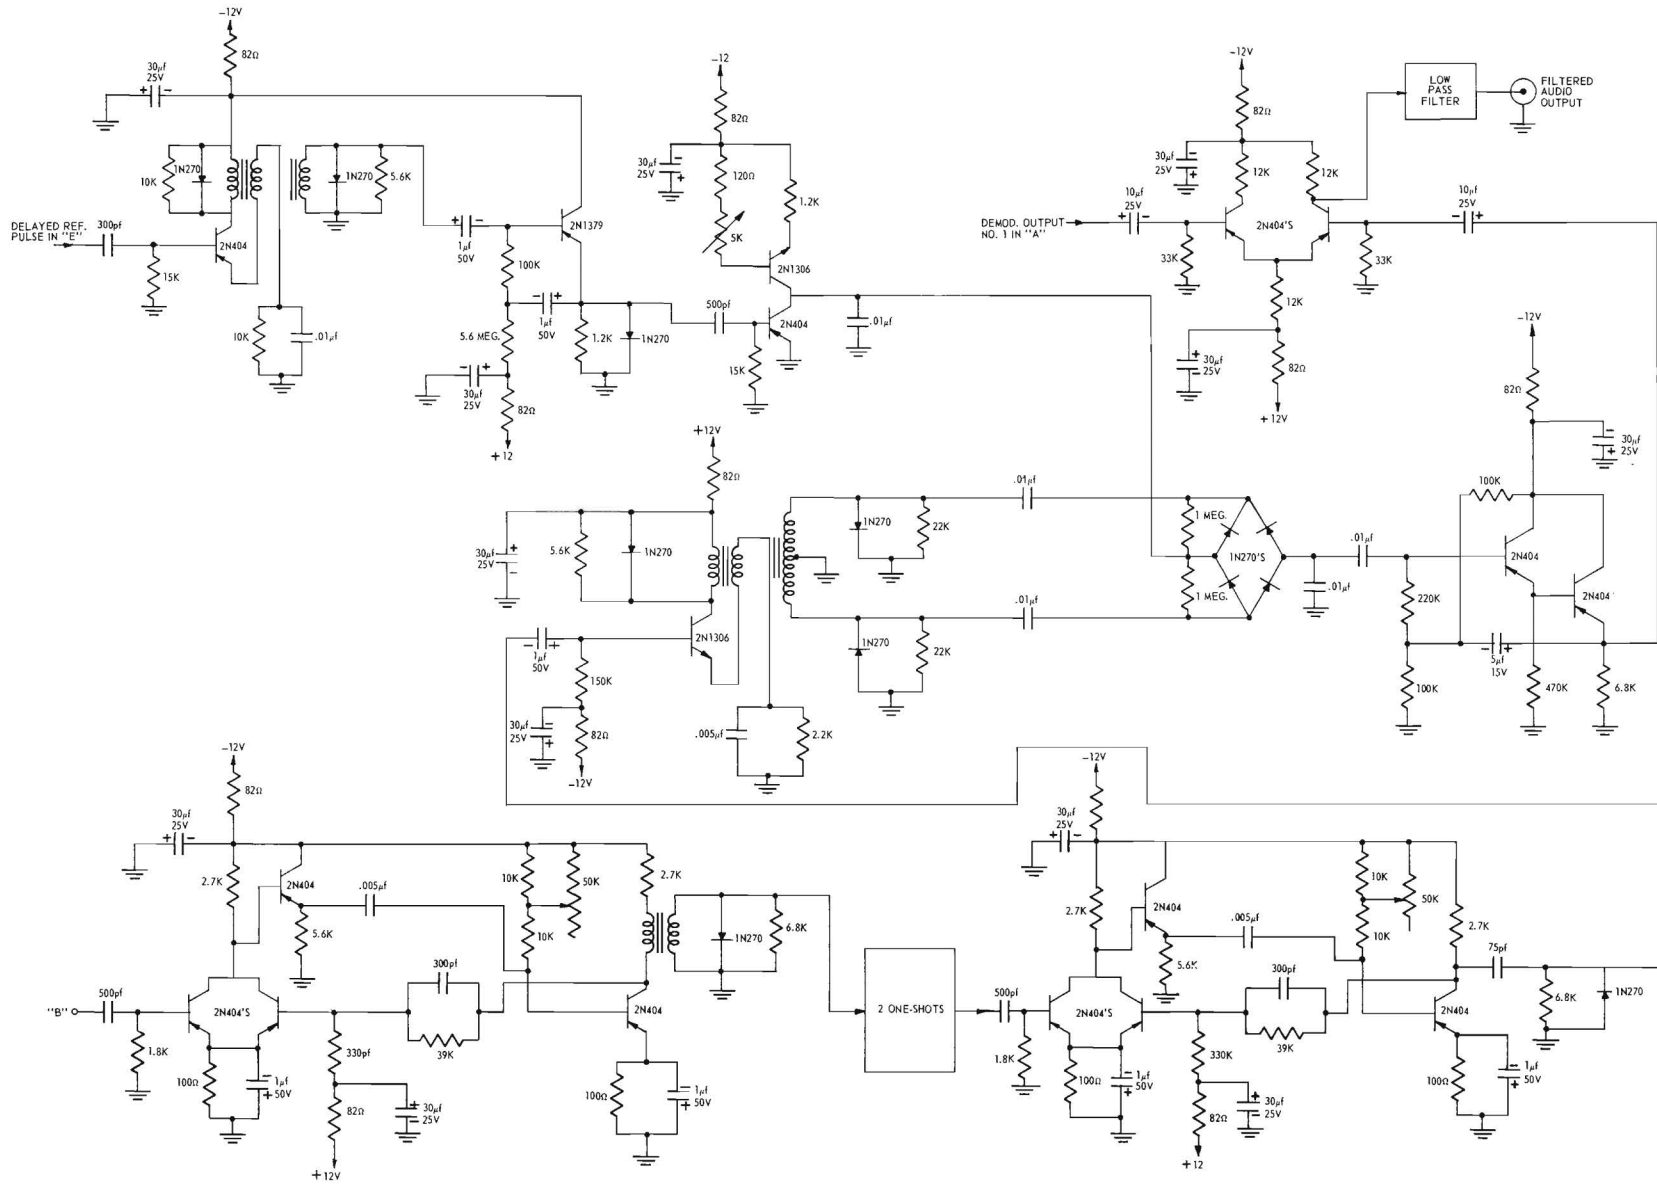 -12V
82Ω
30μf
25V
10K
1N270
1N270
5.6K
DELAYED REF.
PULSE IN "E"
300pf
2N404
15K
10K
.01μf
1μf
50V
2N1379
100K
1μf
50V
5.6 MEG.
1.2K
1N270
30μf
25V
82Ω
+12
-12
82Ω
30μf
25V
120Ω
1.2K
5K
2N1306
500pf
2N404
15K
.01μf
-12V
82Ω
30μf
25V
12K
12K
LOW
PASS
FILTER
FILTERED
AUDIO
OUTPUT
DEMOD. OUTPUT
NO. 1 IN "A"
10μf
25V
2N404'S
10μf
25V
33K
33K
12K
30μf
25V
82Ω
+12V
-12V
82Ω
30μf
25V
100K
2N404
2N404
.01μf
220K
5μf
15V
100K
470K
6.8K
+12V
82Ω
30μf
25V
5.6K
1N270
2N1306
1μf
50V
150K
30μf
25V
82Ω
-12V
.005μf
2.2K
1N270
22K
.01μf
1N270
22K
.01μf
1 MEG.
1 MEG.
1N270'S
.01μf
-12V
82Ω
30μf
25V
2.7K
2N404
.005μf
5.6K
10K
50K
10K
2.7K
1N270
6.8K
300pf
39K
"B"
500pf
2N404'S
1.8K
100Ω
1μf
50V
330pf
82Ω
30μf
25V
+12V
2N404
100Ω
1μf
50V
2 ONE-SHOTS
-12V
30μf
25V
2.7K
2N404
.005μf
5.6K
10K
50K
10K
2.7K
75pf
6.8K
1N270
500pf
2N404'S
1.8K
100Ω
1μf
50V
300pf
39K
330K
82Ω
30μf
25V
+12
2N404
100Ω
1μf
50V